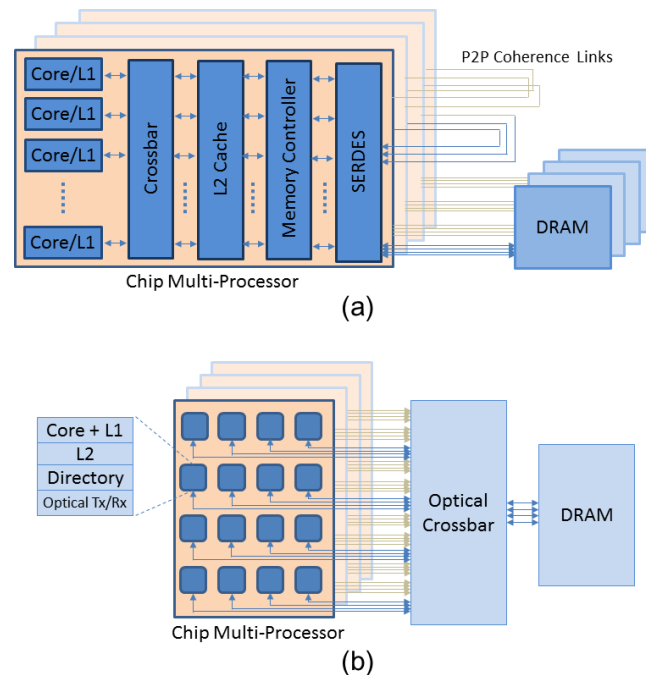 P2P Coherence Links
Core/L1
Core/L1
Core/L1
Core/L1
Crossbar
L2 Cache
Memory Controller
SERDES
DRAM
Chip Multi-Processor
(a)
Core + L1
L2
Directory
Optical Tx/Rx
Optical
Crossbar
DRAM
Chip Multi-Processor
(b)